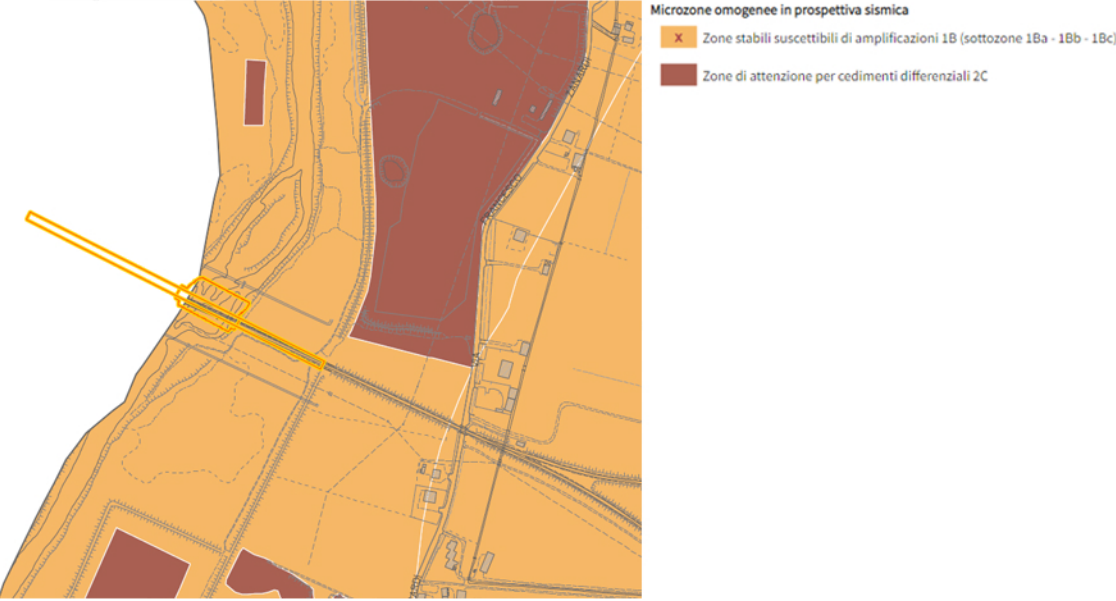 Microzone omogenee in prospettiva sismica
X Zone stabili suscettibili di amplificazioni 1B (sottozone 1Ba - 1Bb - 1Bc)
Zone di attenzione per cedimenti differenziali 2C